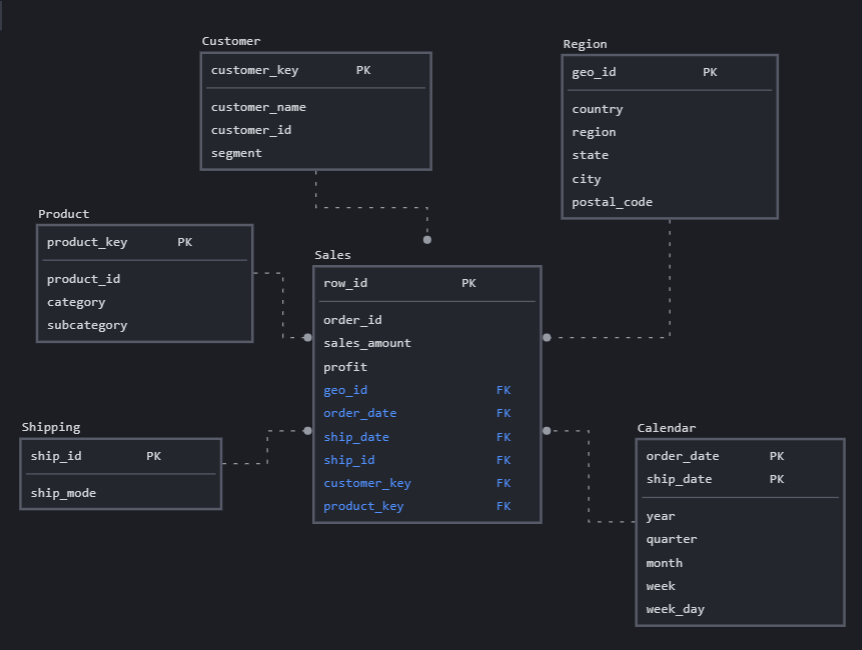 Customer
customer_key PK
customer_name
customer_id
segment
Region
geo_id PK
country
region
state
city
postal_code
Product
product_key PK
product_id
category
subcategory
Sales
row_id PK
order_id
sales_amount
profit
geo_id FK
order_date FK
ship_date FK
ship_id FK
customer_key FK
product_key FK
Shipping
ship_id PK
ship_mode
Calendar
order_date PK
ship_date PK
year
quarter
month
week
week_day